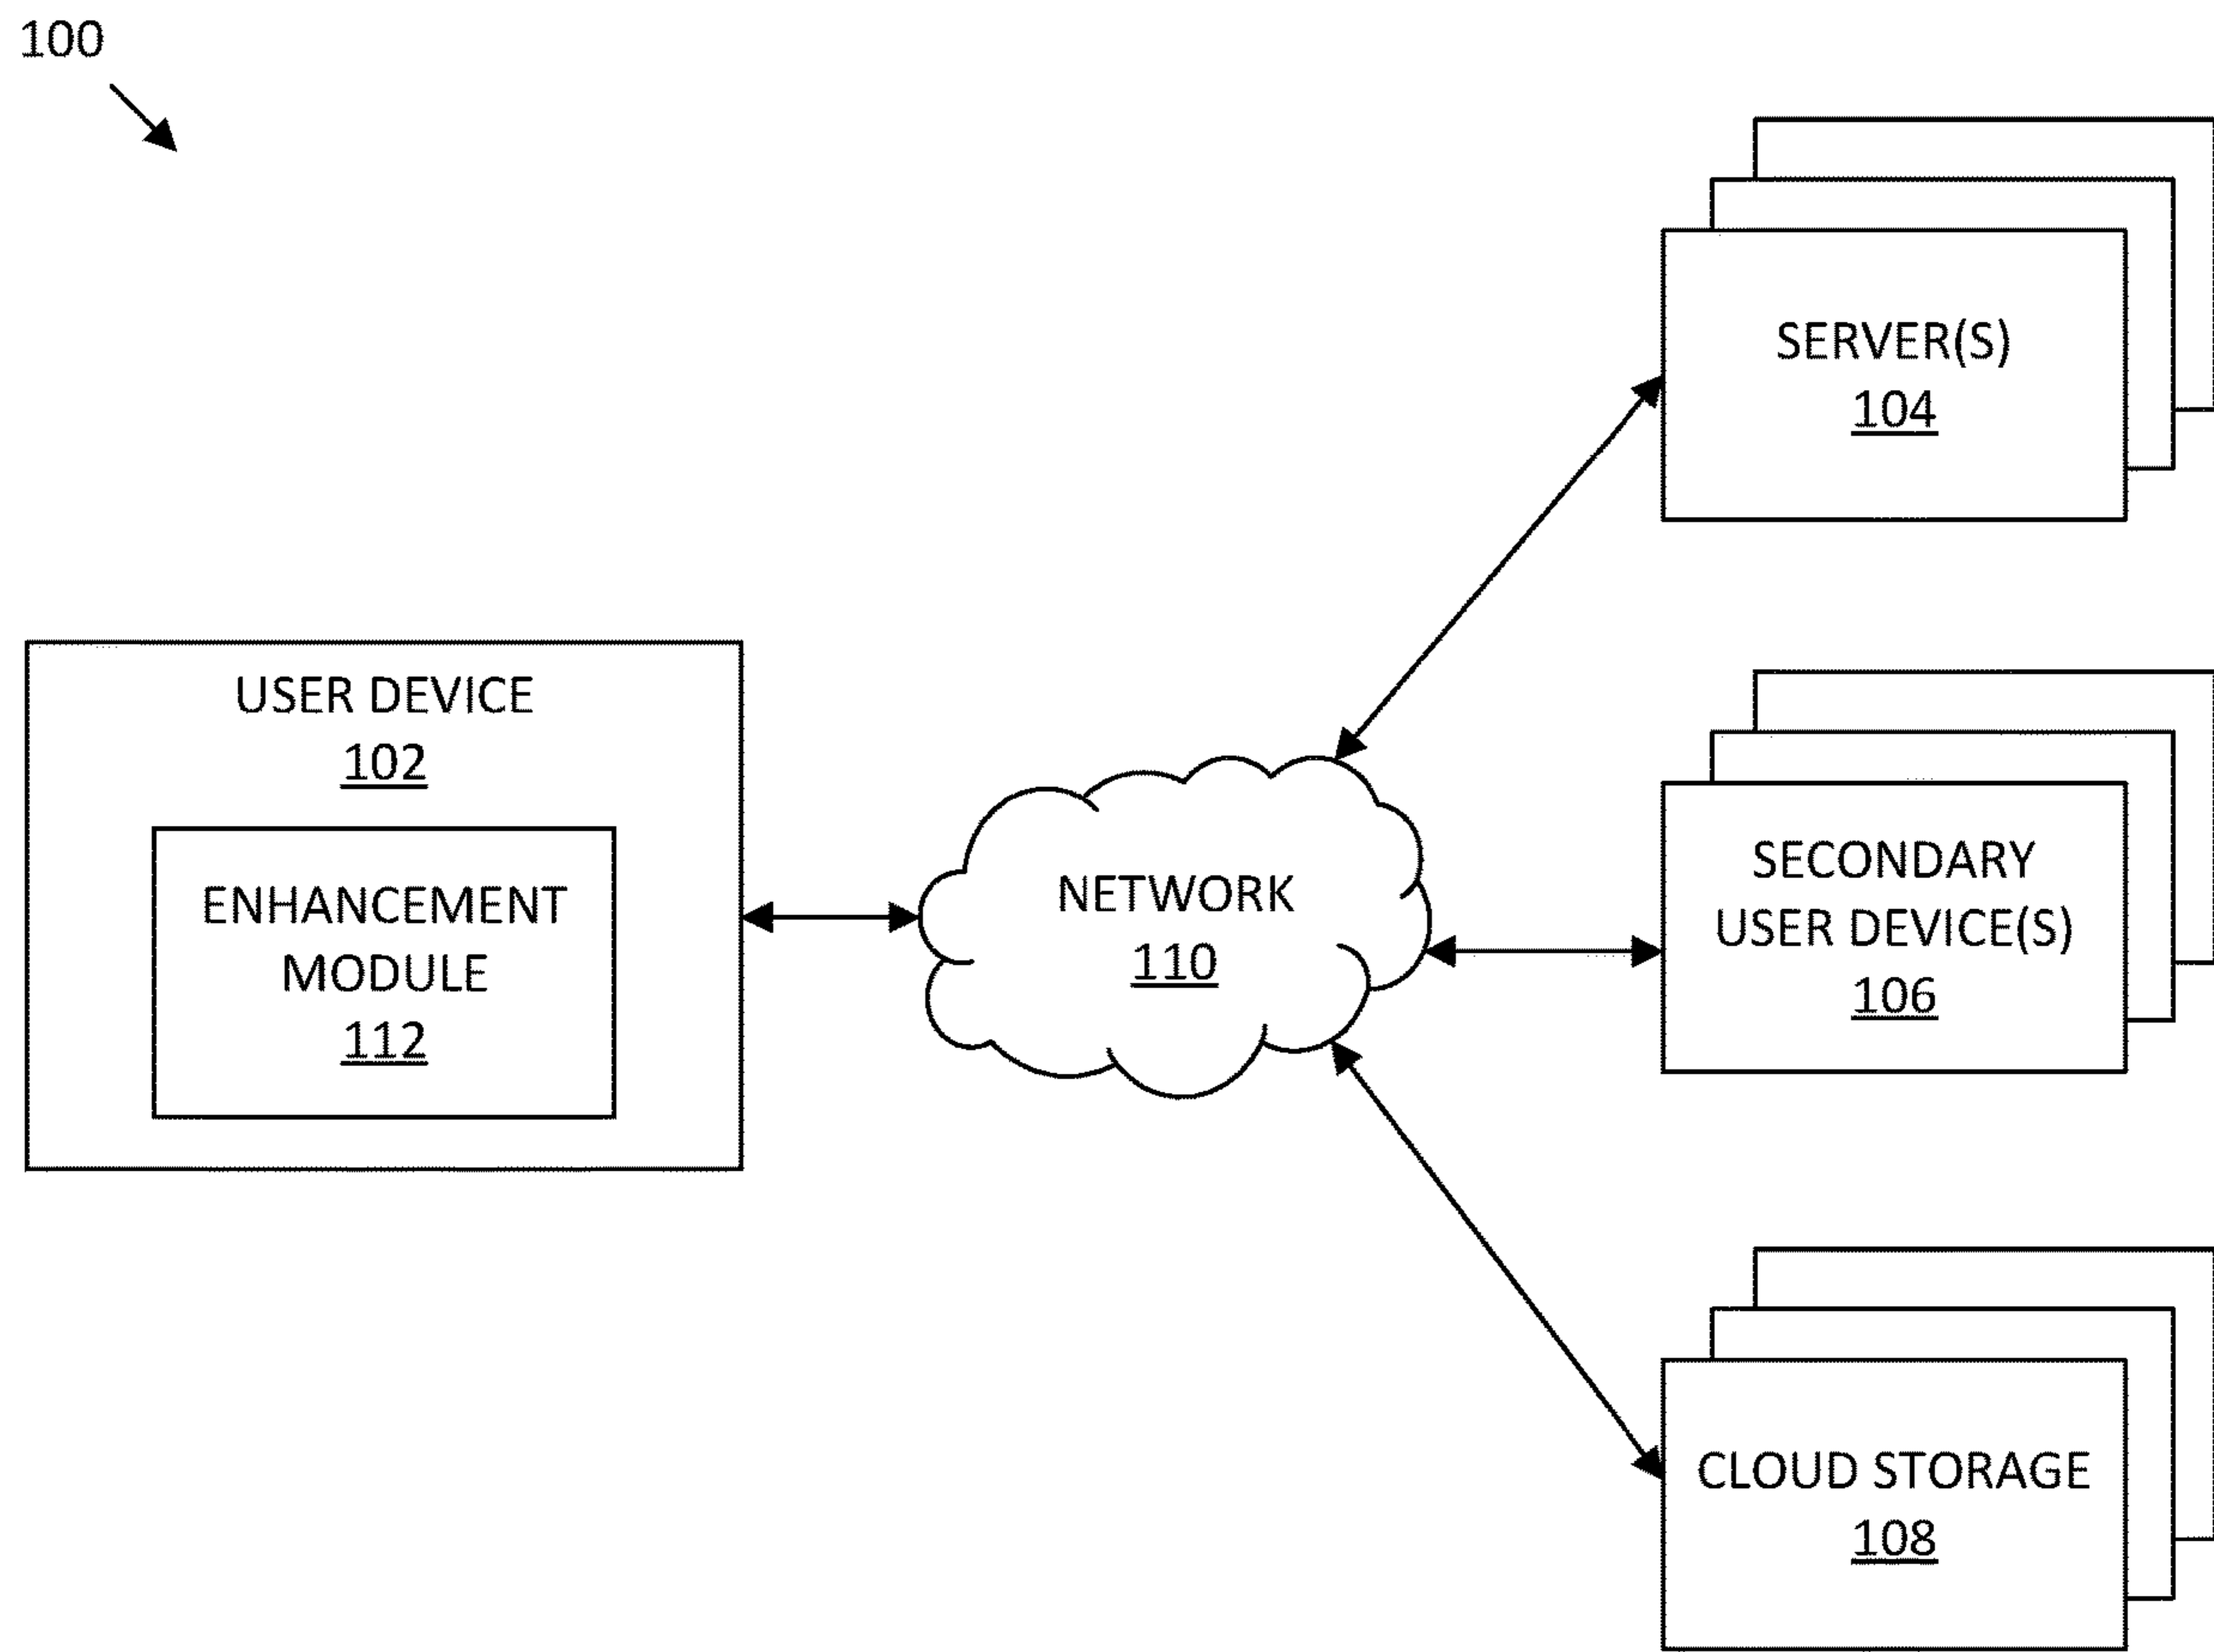 100
SERVER(S)
104
USER DEVICE
102
ENHANCEMENT
MODULE
112
NETWORK
110
SECONDARY
USER DEVICE(S)
106
CLOUD STORAGE
108